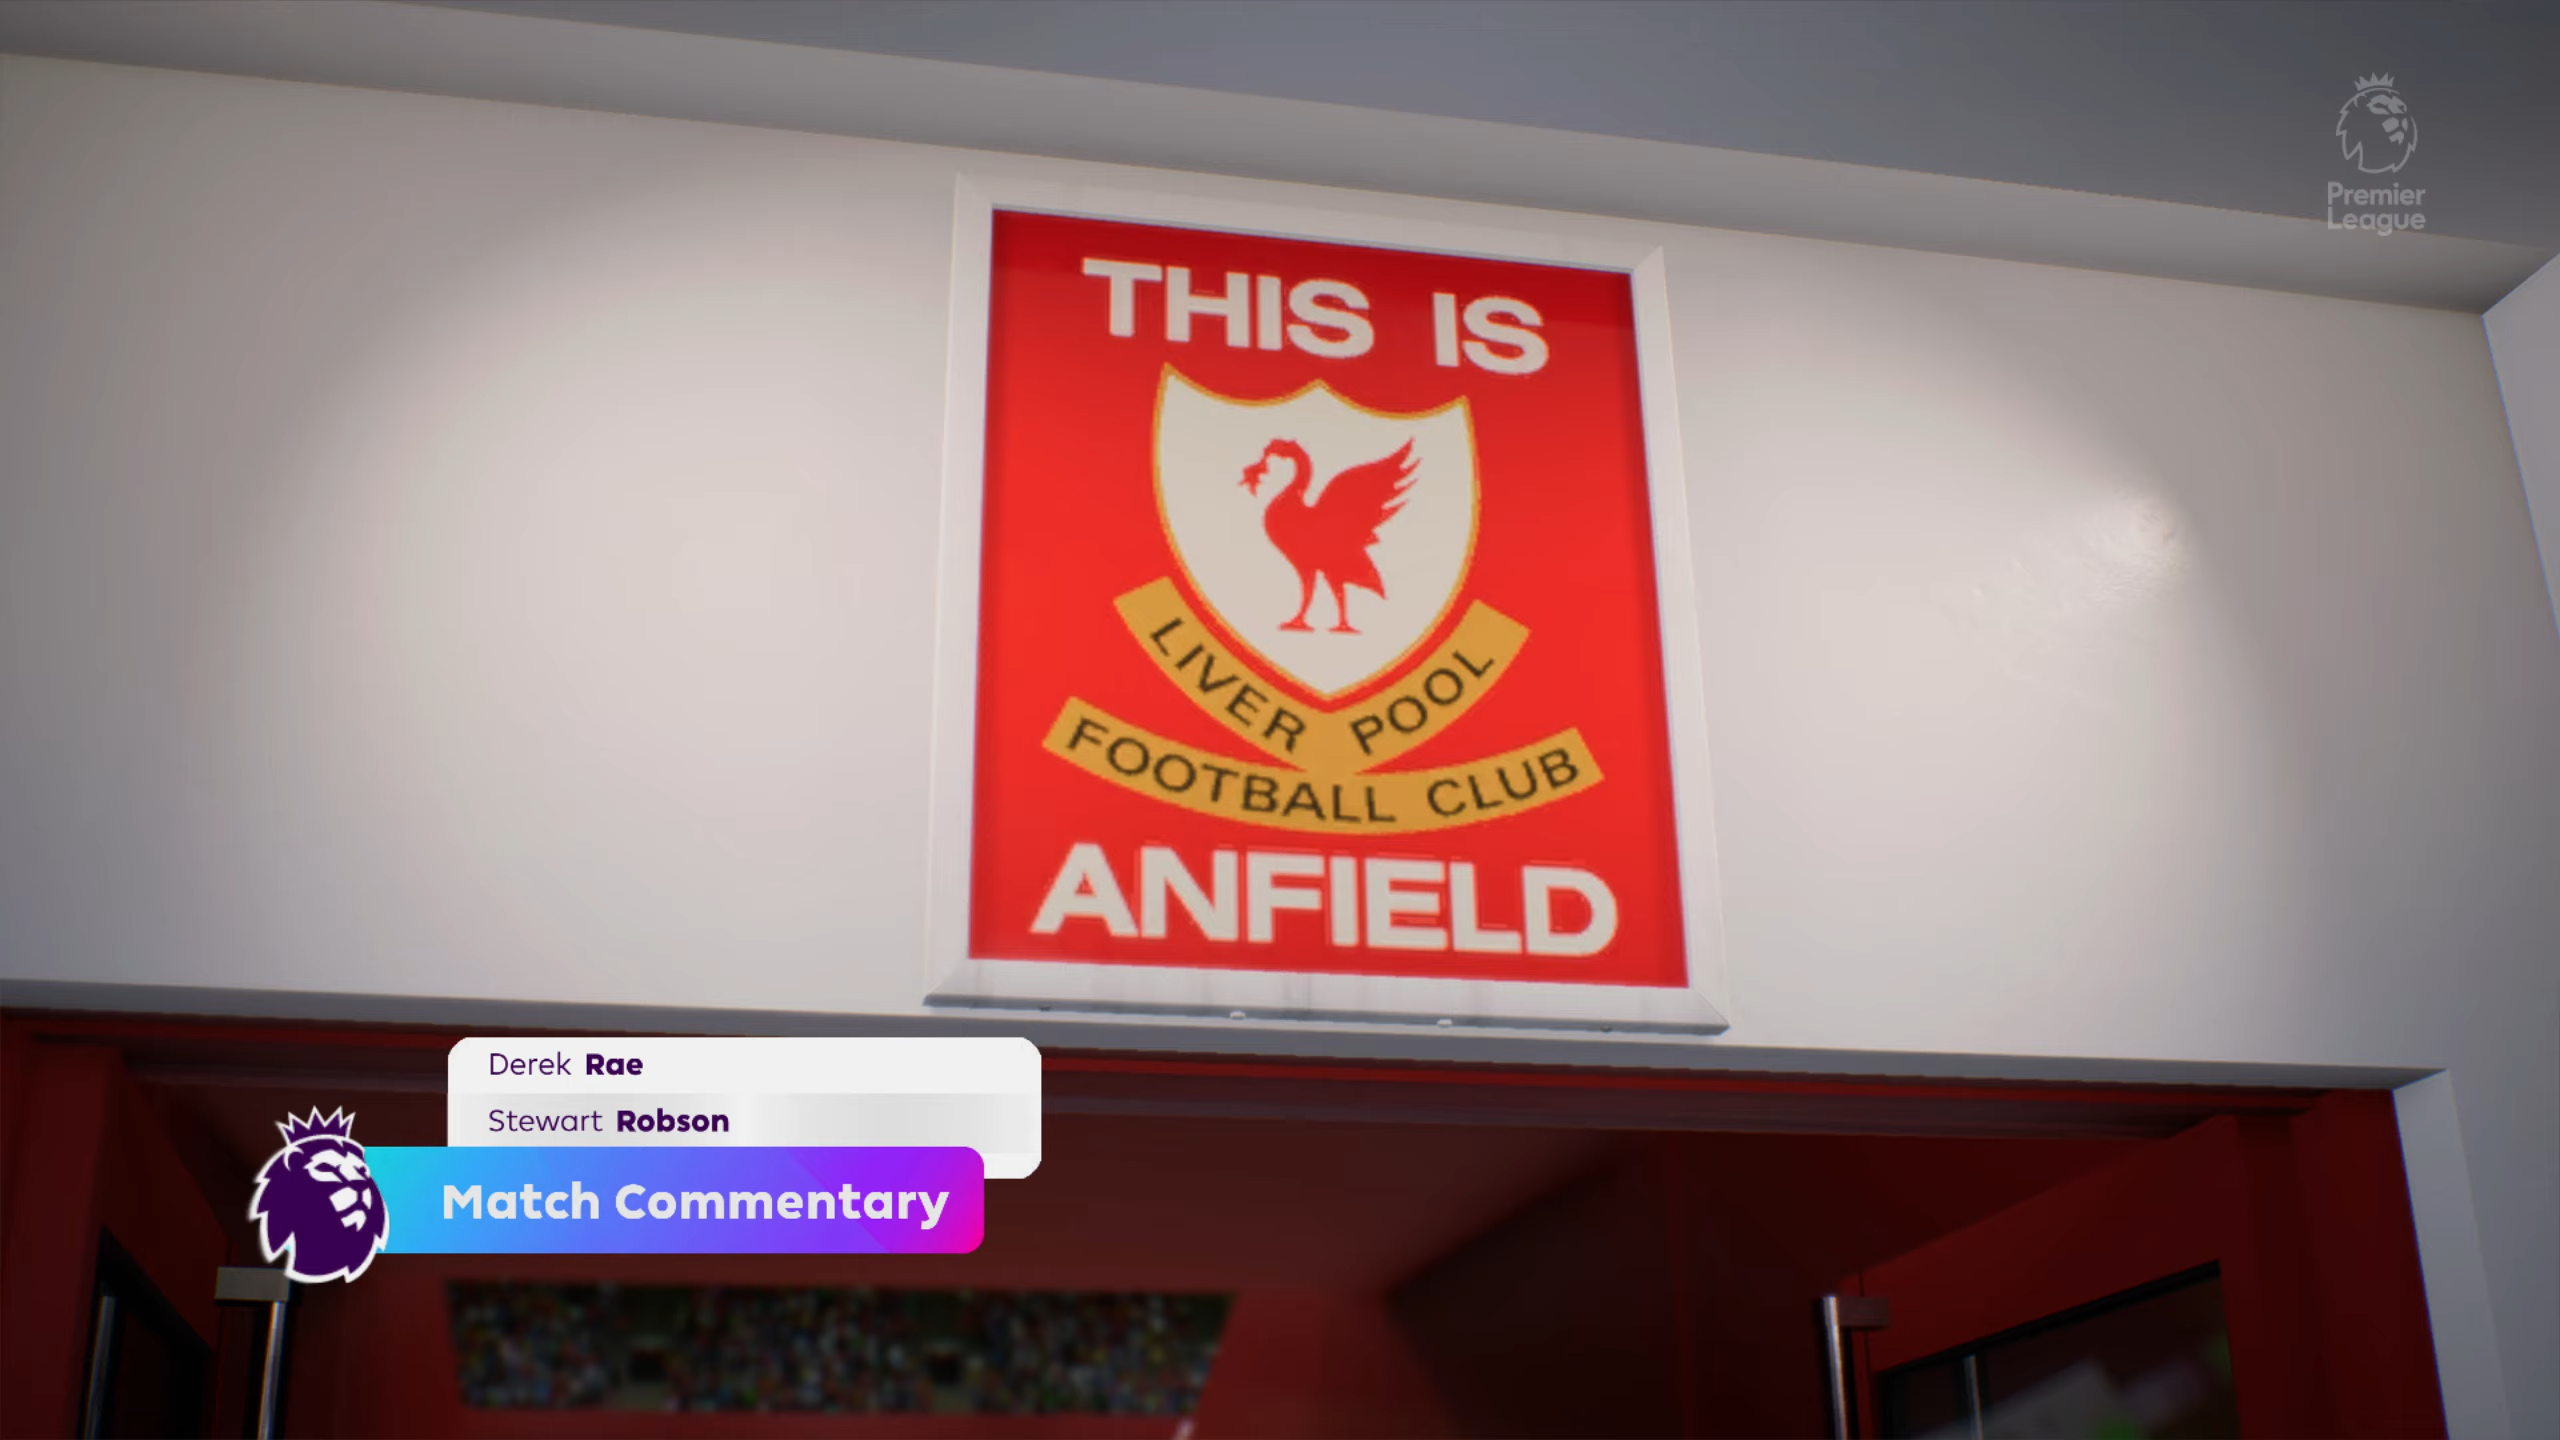 Premier
League
THIS IS
LIVER POOL
FOOTBALL CLUB
ANFIELD
Derek Rae
Stewart Robson
Match Commentary